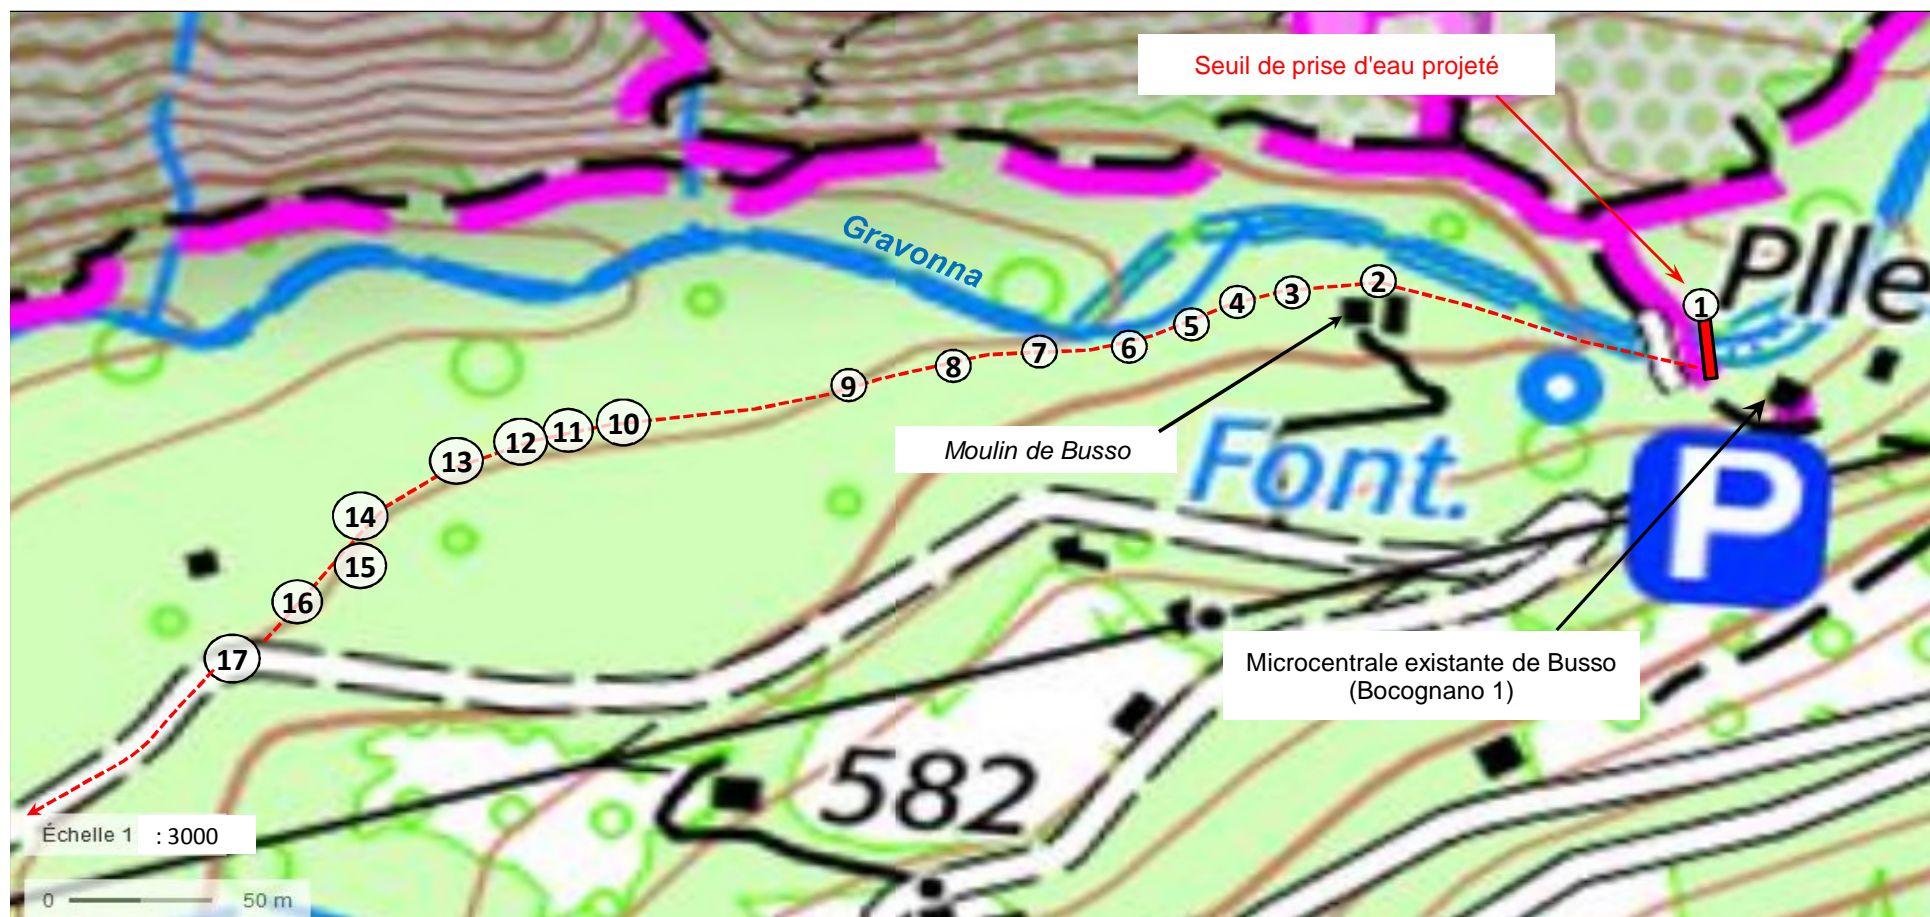 Seuil de prise d'eau projeté
Gravonna
Plle
1
2
3
4
5
6
7
8
9
10
11
12
13
14
15
16
17
Moulin de Busso
Font.
P
Microcentrale existante de Busso
(Bocognano 1)
582
Échelle 1 : 3000
0 50 m